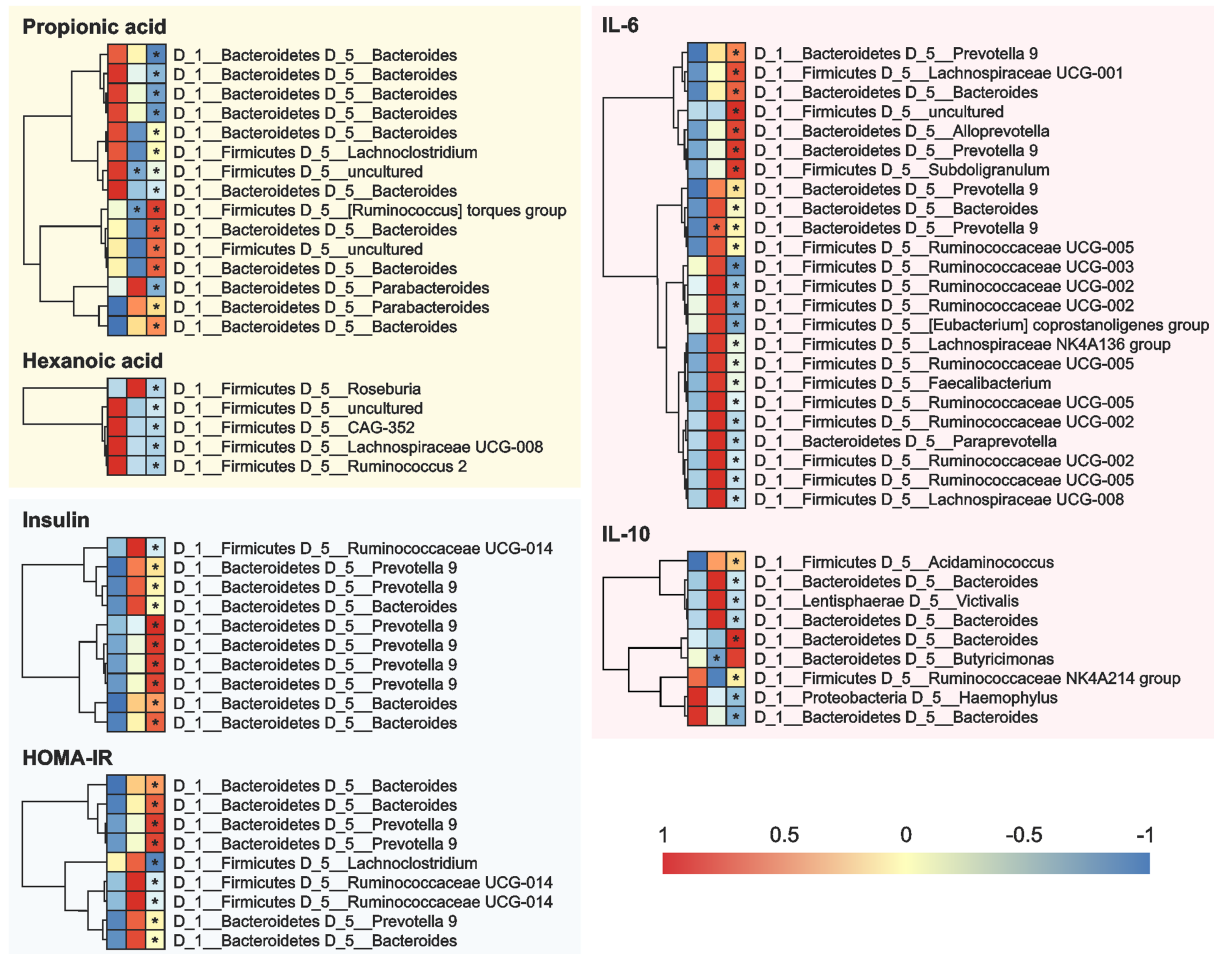 Propionic acid
D_1__Bacteroidetes D_5__Bacteroides
D_1__Bacteroidetes D_5__Bacteroides
D_1__Bacteroidetes D_5__Bacteroides
D_1__Bacteroidetes D_5__Bacteroides
D_1__Bacteroidetes D_5__Bacteroides
D_1__Firmicutes D_5__Lachnoclostridium
D_1__Firmicutes D_5__uncultured
D_1__Bacteroidetes D_5__Bacteroides
D_1__Firmicutes D_5__[Ruminococcus] torques group
D_1__Bacteroidetes D_5__Bacteroides
D_1__Firmicutes D_5__uncultured
D_1__Bacteroidetes D_5__Bacteroides
D_1__Bacteroidetes D_5__Parabacteroides
D_1__Bacteroidetes D_5__Parabacteroides
D_1__Bacteroidetes D_5__Bacteroides
Hexanoic acid
D_1__Firmicutes D_5__Roseburia
D_1__Firmicutes D_5__uncultured
D_1__Firmicutes D_5__CAG-352
D_1__Firmicutes D_5__Lachnospiraceae UCG-008
D_1__Firmicutes D_5__Ruminococcus 2
Insulin
D_1__Firmicutes D_5__Ruminococcaceae UCG-014
D_1__Bacteroidetes D_5__Prevotella 9
D_1__Bacteroidetes D_5__Prevotella 9
D_1__Bacteroidetes D_5__Bacteroides
D_1__Bacteroidetes D_5__Prevotella 9
D_1__Bacteroidetes D_5__Prevotella 9
D_1__Bacteroidetes D_5__Prevotella 9
D_1__Bacteroidetes D_5__Prevotella 9
D_1__Bacteroidetes D_5__Bacteroides
D_1__Bacteroidetes D_5__Bacteroides
HOMA-IR
D_1__Bacteroidetes D_5__Bacteroides
D_1__Bacteroidetes D_5__Bacteroides
D_1__Bacteroidetes D_5__Prevotella 9
D_1__Bacteroidetes D_5__Prevotella 9
D_1__Firmicutes D_5__Lachnoclostridium
D_1__Firmicutes D_5__Ruminococcaceae UCG-014
D_1__Firmicutes D_5__Ruminococcaceae UCG-014
D_1__Bacteroidetes D_5__Prevotella 9
D_1__Bacteroidetes D_5__Bacteroides
IL-6
D_1__Bacteroidetes D_5__Prevotella 9
D_1__Firmicutes D_5__Lachnospiraceae UCG-001
D_1__Bacteroidetes D_5__Bacteroides
D_1__Firmicutes D_5__uncultured
D_1__Bacteroidetes D_5__Alloprevotella
D_1__Bacteroidetes D_5__Prevotella 9
D_1__Firmicutes D_5__Subdoligranulum
D_1__Bacteroidetes D_5__Prevotella 9
D_1__Bacteroidetes D_5__Bacteroides
D_1__Bacteroidetes D_5__Prevotella 9
D_1__Firmicutes D_5__Ruminococcaceae UCG-005
D_1__Firmicutes D_5__Ruminococcaceae UCG-003
D_1__Firmicutes D_5__Ruminococcaceae UCG-002
D_1__Firmicutes D_5__Ruminococcaceae UCG-002
D_1__Firmicutes D_5__[Eubacterium] coprostanoligenes group
D_1__Firmicutes D_5__Lachnospiraceae NK4A136 group
D_1__Firmicutes D_5__Ruminococcaceae UCG-005
D_1__Firmicutes D_5__Faecalibacterium
D_1__Firmicutes D_5__Ruminococcaceae UCG-005
D_1__Firmicutes D_5__Ruminococcaceae UCG-002
D_1__Bacteroidetes D_5__Paraprevotella
D_1__Firmicutes D_5__Ruminococcaceae UCG-002
D_1__Firmicutes D_5__Ruminococcaceae UCG-005
D_1__Firmicutes D_5__Lachnospiraceae UCG-008
IL-10
D_1__Firmicutes D_5__Acidaminococcus
D_1__Bacteroidetes D_5__Bacteroides
D_1__Lentisphaerae D_5__Victivalis
D_1__Bacteroidetes D_5__Bacteroides
D_1__Bacteroidetes D_5__Bacteroides
D_1__Bacteroidetes D_5__Butyricimonas
D_1__Firmicutes D_5__Ruminococcaceae NK4A214 group
D_1__Proteobacteria D_5__Haemophylus
D_1__Bacteroidetes D_5__Bacteroides
1 0.5 0 -0.5 -1